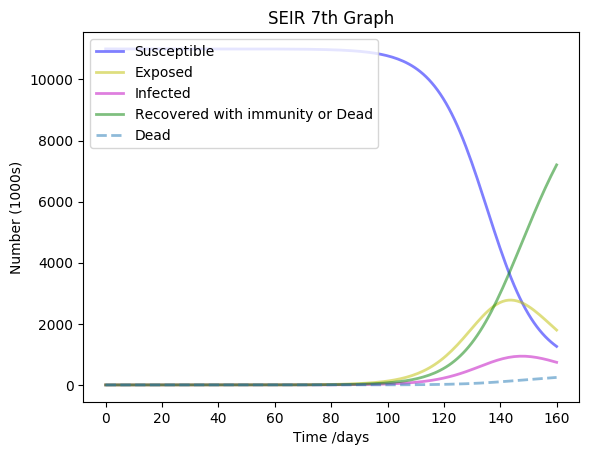 SEIR 7th Graph
Susceptible
Exposed
Infected
Recovered with immunity or Dead
Dead
Number (1000s)
10000
8000
6000
4000
2000
0
0 20 40 60 80 100 120 140 160
Time /days